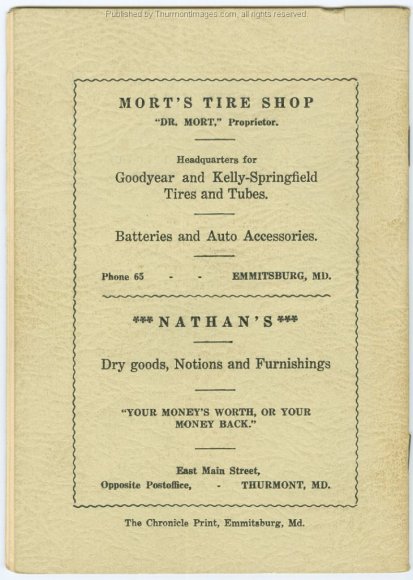 Published by Thurmontimages.com, all rights reserved.
MORT'S TIRE SHOP
"DR. MORT," Proprietor.
Headquarters for
Goodyear and Kelly-Springfield
Tires and Tubes.
Batteries and Auto Accessories.
Phone 65 - - EMMITSBURG, MD.
*** NATHAN'S ***
Dry goods, Notions and Furnishings
"YOUR MONEY'S WORTH, OR YOUR
MONEY BACK."
East Main Street,
Opposite Postoffice, - THURMONT, MD.
The Chronicle Print, Emmitsburg, Md.